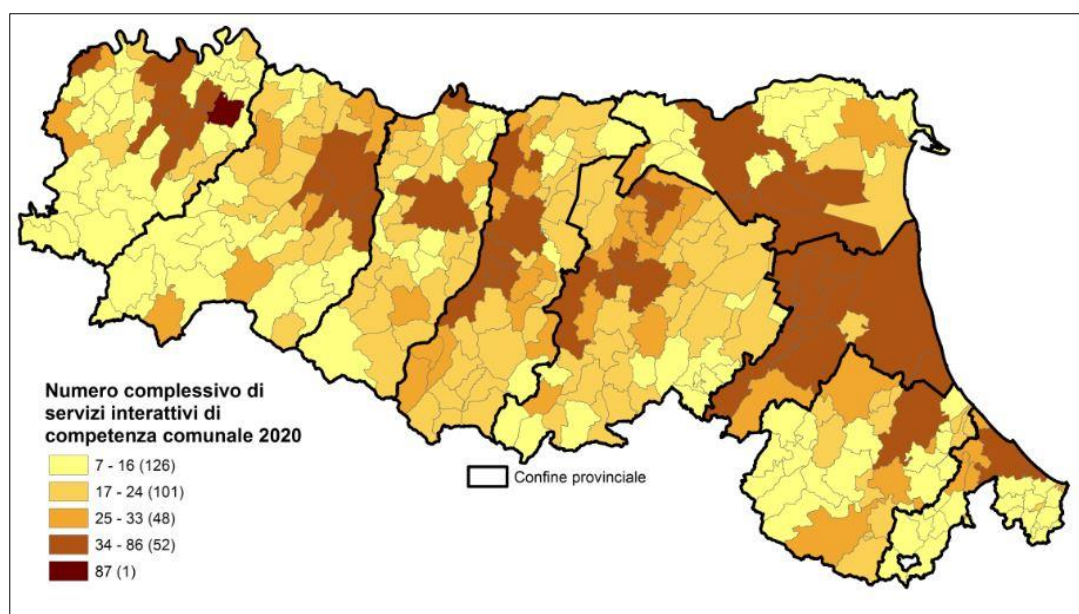 Numero complessivo di
servizi interattivi di
competenza comunale 2020
7 - 16 (126)
17 - 24 (101)
25 - 33 (48)
34 - 86 (52)
87 (1)
Confine provinciale